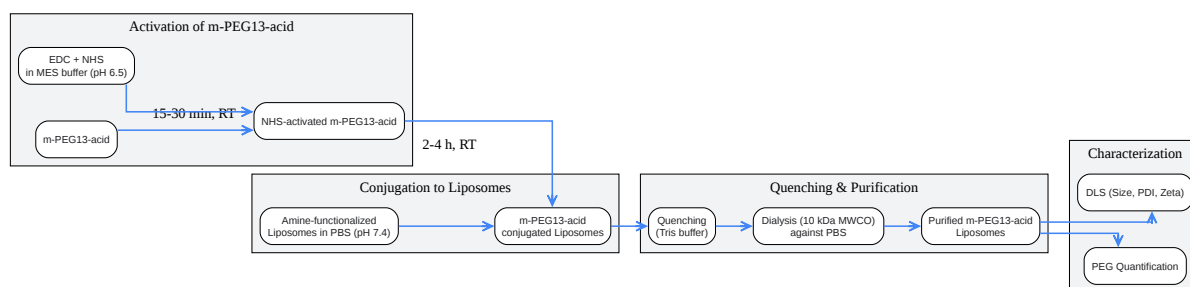 Activation of m-PEG13-acid
EDC + NHS
in MES buffer (pH 6.5)
15-30 min, RT
NHS-activated m-PEG13-acid
m-PEG13-acid
2-4 h, RT
Conjugation to Liposomes
Amine-functionalized
Liposomes in PBS (pH 7.4)
m-PEG13-acid
conjugated Liposomes
Quenching & Purification
Quenching
(Tris buffer)
Dialysis (10 kDa MWCO)
against PBS
Purified m-PEG13-acid
Liposomes
Characterization
DLS (Size, PDI, Zeta)
PEG Quantification